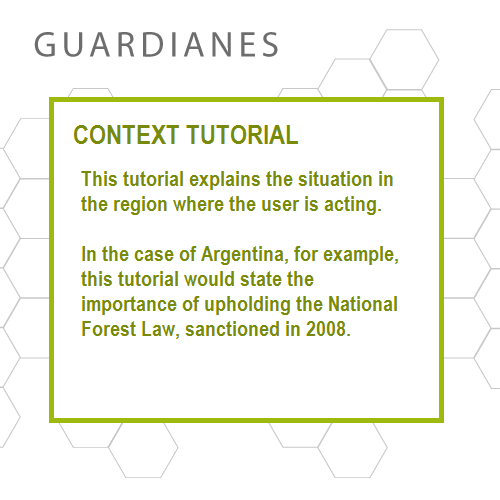 GUARDIANES
CONTEXT TUTORIAL
This tutorial explains the situation in
the region where the user is acting.
In the case of Argentina, for example,
this tutorial would state the
importance of upholding the National
Forest Law, sanctioned in 2008.